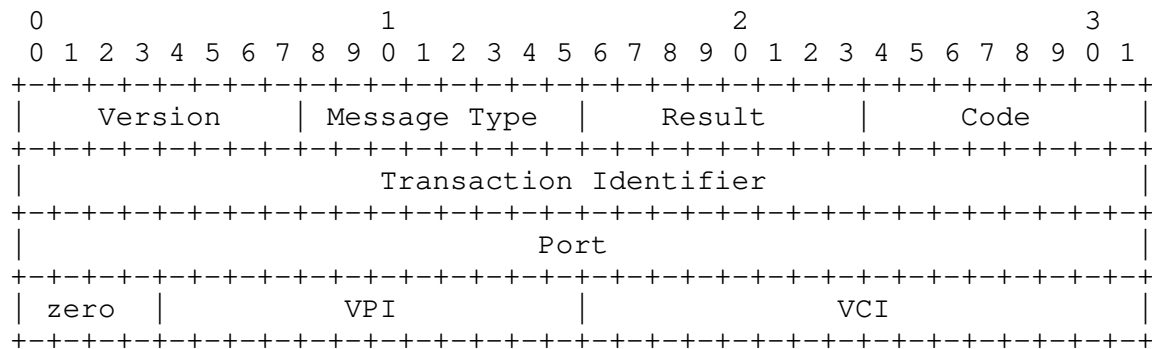 0                   1                   2                   3
 0 1 2 3 4 5 6 7 8 9 0 1 2 3 4 5 6 7 8 9 0 1 2 3 4 5 6 7 8 9 0 1
+-+-+-+-+-+-+-+-+-+-+-+-+-+-+-+-+-+-+-+-+-+-+-+-+-+-+-+-+-+-+-+-+
|    Version    | Message Type  |    Result     |     Code      |
+-+-+-+-+-+-+-+-+-+-+-+-+-+-+-+-+-+-+-+-+-+-+-+-+-+-+-+-+-+-+-+-+
|                    Transaction Identifier                     |
+-+-+-+-+-+-+-+-+-+-+-+-+-+-+-+-+-+-+-+-+-+-+-+-+-+-+-+-+-+-+-+-+
|                             Port                              |
+-+-+-+-+-+-+-+-+-+-+-+-+-+-+-+-+-+-+-+-+-+-+-+-+-+-+-+-+-+-+-+-+
| zero  |          VPI          |              VCI              |
+-+-+-+-+-+-+-+-+-+-+-+-+-+-+-+-+-+-+-+-+-+-+-+-+-+-+-+-+-+-+-+-+